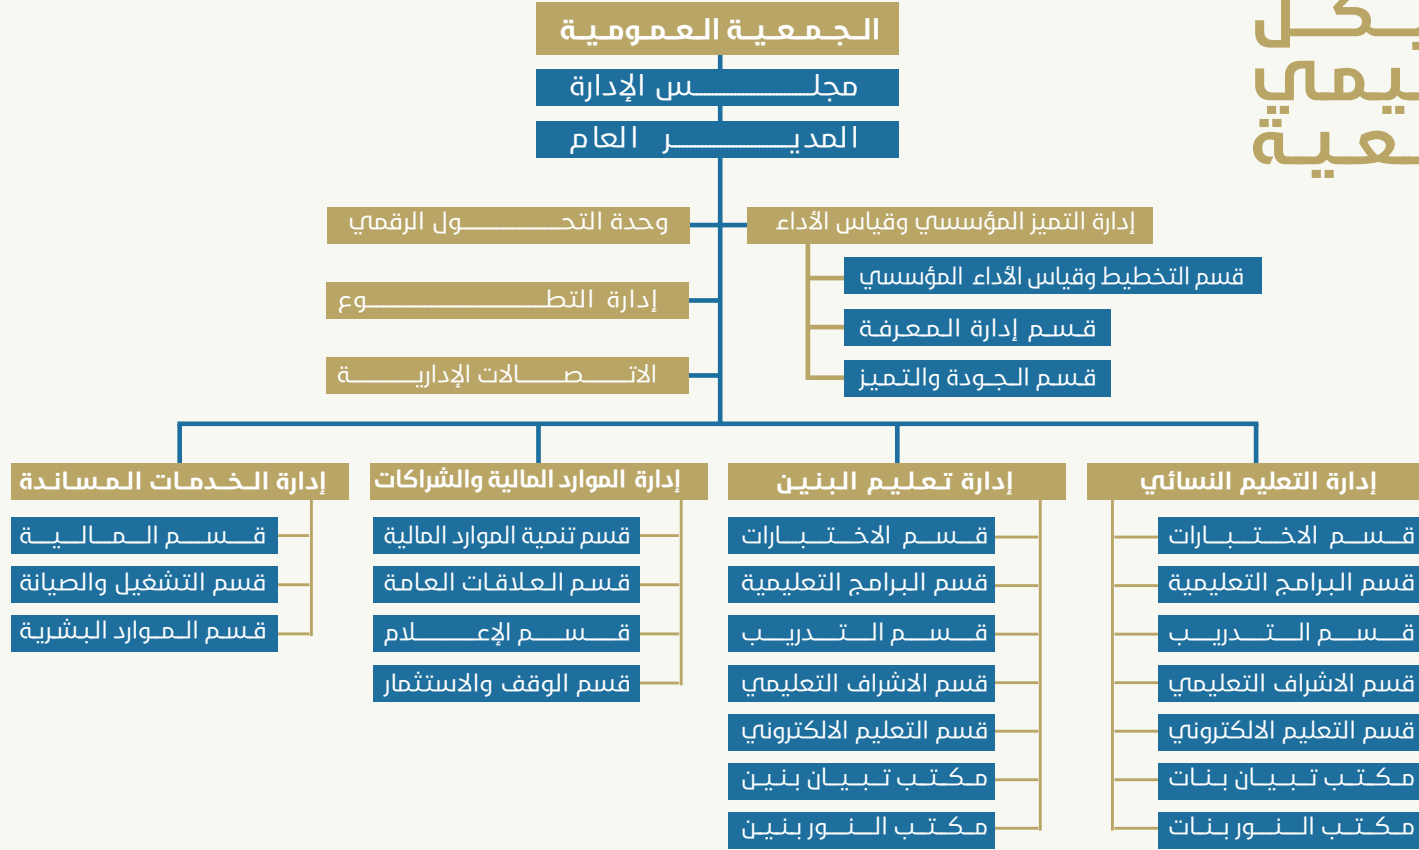 الجمعية العمومية
مجلس الإدارة
المدير العام
إدارة التميز المؤسسي وقياس الأداء
قسم التخطيط وقياس الأداء المؤسسي
قسم إدارة المعرفة
قسم الجودة والتميز
وحدة التحول الرقمي
إدارة التطوع
الاتصالات الإدارية
إدارة التعليم النسائي
قسم الاختبارات
قسم البرامج التعليمية
قسم التدريب
قسم الاشراف التعليمي
قسم التعليم الالكتروني
مكتب تبيان بنات
مكتب النور بنات
إدارة تعليم البنين
قسم الاختبارات
قسم البرامج التعليمية
قسم التدريب
قسم الاشراف التعليمي
قسم التعليم الالكتروني
مكتب تبيان بنين
مكتب النور بنين
إدارة الموارد المالية والشراكات
قسم تنمية الموارد المالية
قسم العلاقات العامة
قسم الإعلام
قسم الوقف والاستثمار
إدارة الخدمات المساندة
قسم المالية
قسم التشغيل والصيانة
قسم الموارد البشرية